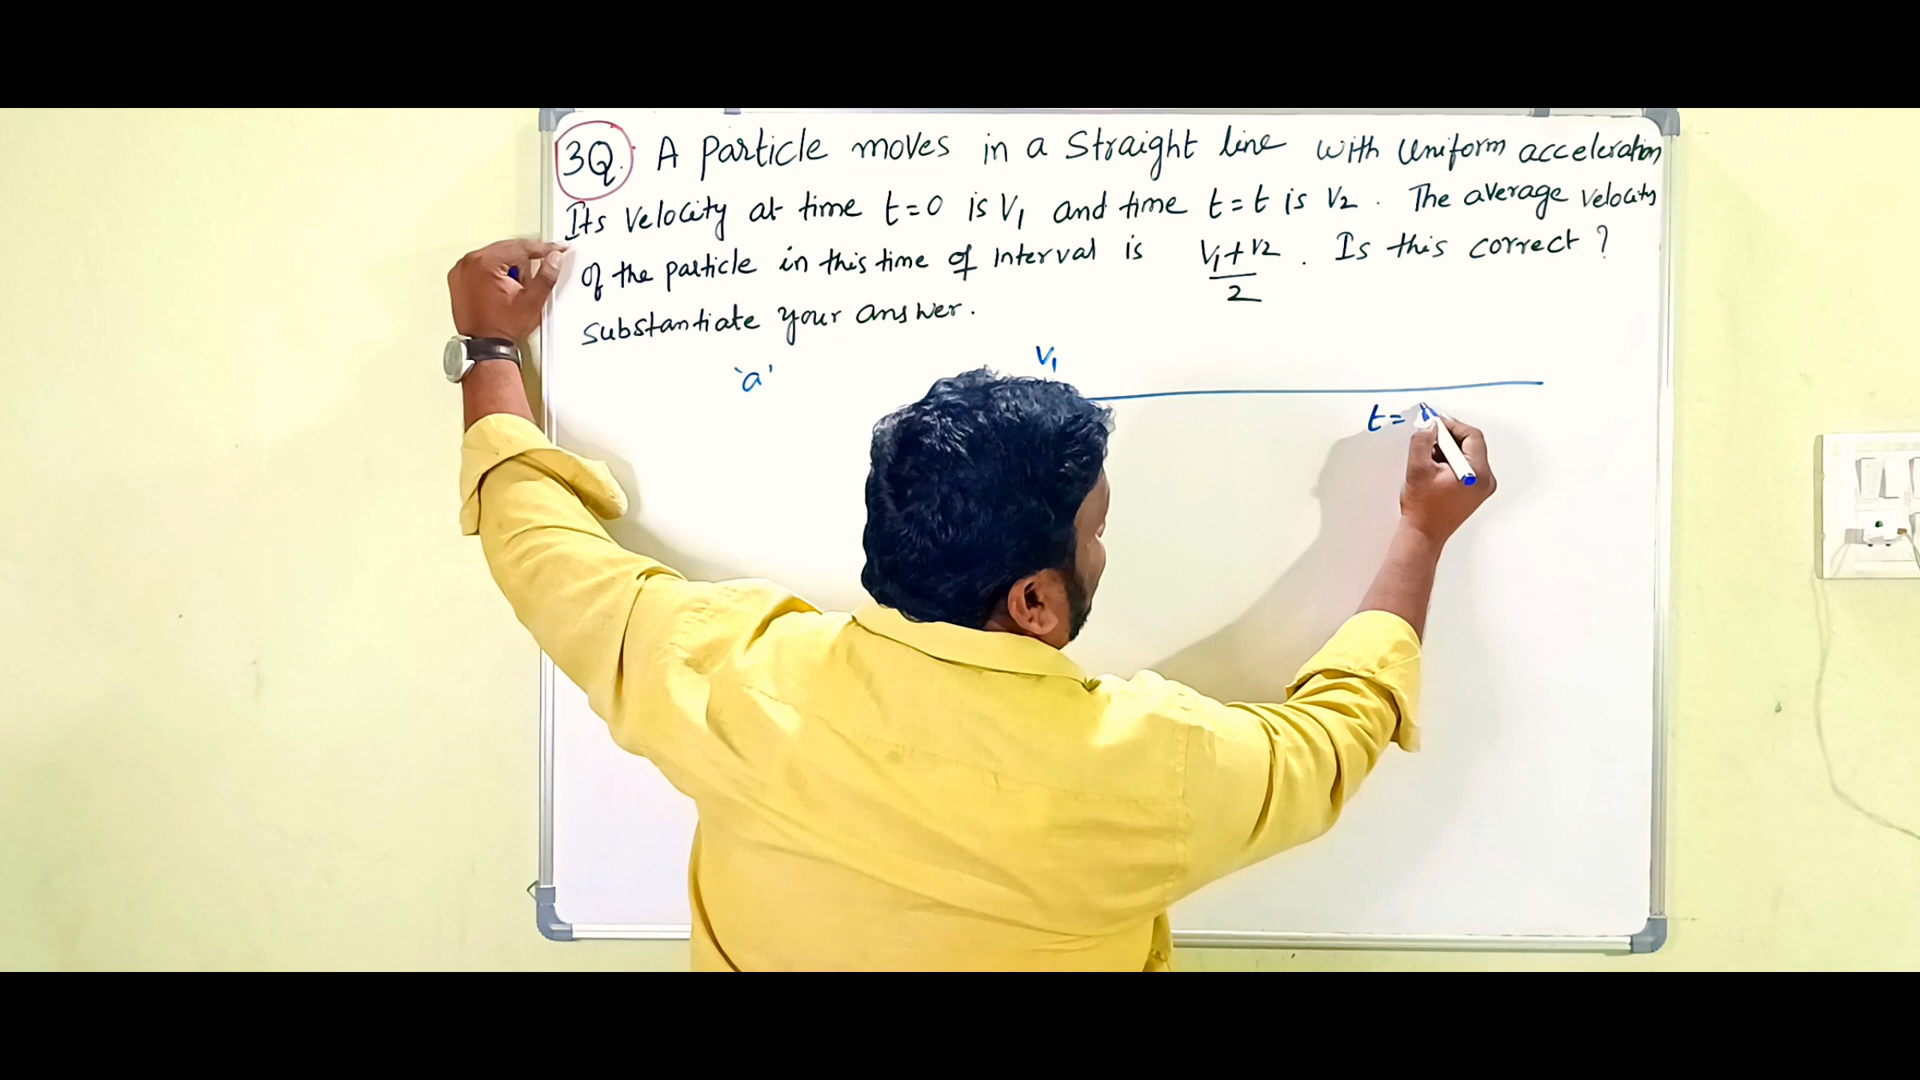 3Q. A particle moves in a straight line with uniform acceleration
Its velocity at time t=0 is V₁ and time t=t is V₂. The average velocity
of the particle in this time of interval is V₁+V₂/2. Is this correct?
substantiate your answer.
'a' V₁
t=